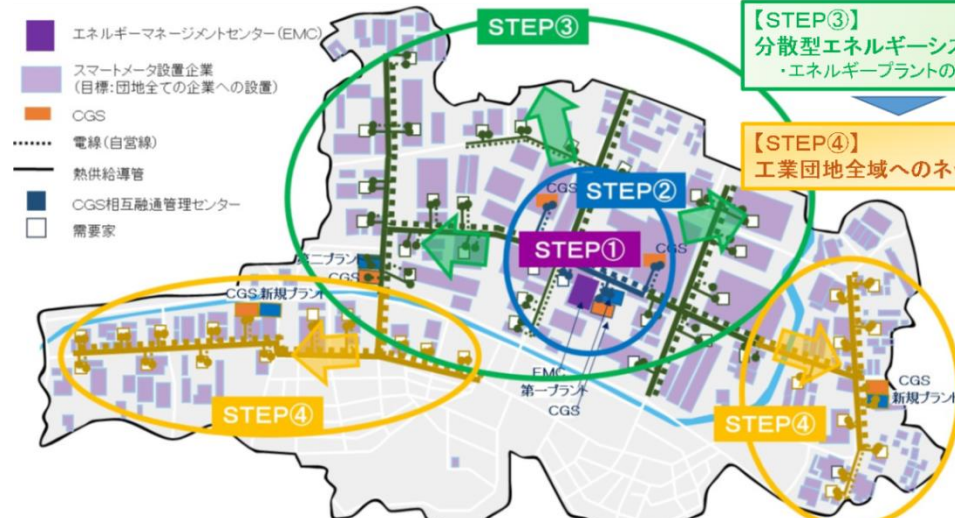 エネルギーマネージメントセンター(EMC)
スマートメータ設置企業
(目標:団地全ての企業への設置)
CGS
電線(自営線)
熱供給導管
CGS相互融通管理センター
需要家
STEP③
【STEP③】
分散型エネルギーシス
・エネルギープラントの
【STEP④】
工業団地全域へのネ
CGS
STEP②
STEP①
CGS
第二プラント
CGS
CGS 新規プラント
EMC
第一プラント
CGS
STEP④
STEP④
CGS
新規プラント